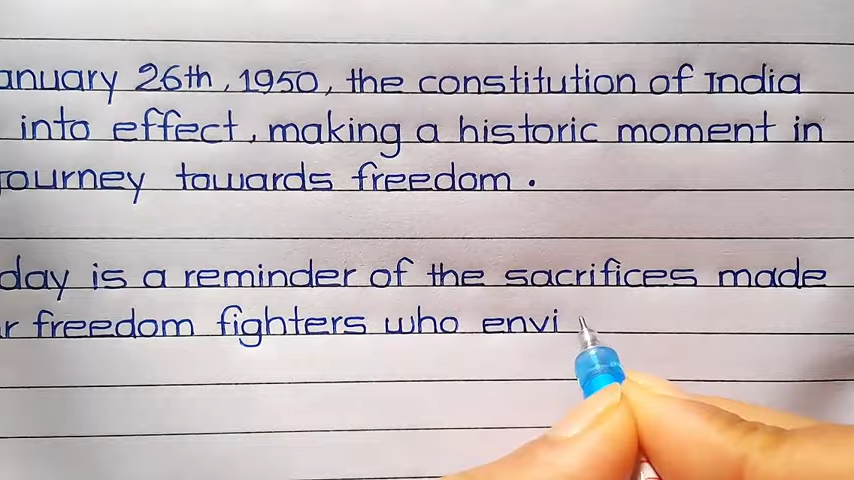 anuary 26th, 1950, the constitution of India
into effect, making a historic moment in
journey towards freedom.
day is a reminder of the sacrifices made
r freedom fighters who envi